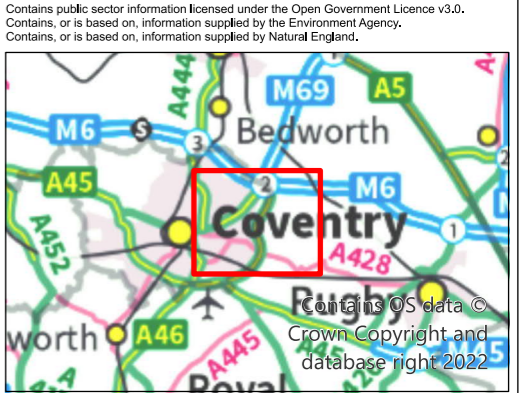 Contains public sector information licensed under the Open Government Licence v3.0.
Contains, or is based on, information supplied by the Environment Agency.
Contains, or is based on, information supplied by Natural England.
A444
M69
A5
A
M6
S
3
Bedworth
2
A45
2
M6
A452
Coventry
1
A428
Rugby
Contains OS data ©
Crown Copyright and
database right 2022
worth
A46
A445
A45
M45
Royal